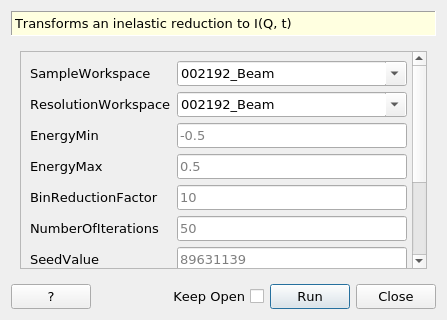 Transforms an inelastic reduction to I(Q, t)
SampleWorkspace 002192_Beam
ResolutionWorkspace 002192_Beam
EnergyMin -0.5
EnergyMax 0.5
BinReductionFactor 10
NumberOfIterations 50
SeedValue 89631139
? Keep Open Run Close